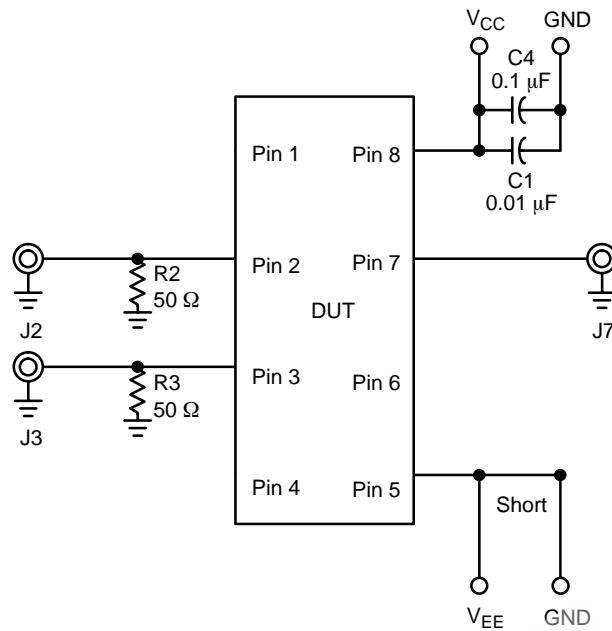 VCC GND
C4
0.1 μF
Pin 1 Pin 8
C1
0.01 μF
Pin 2 Pin 7
R2
50 Ω
DUT
J2 J7
Pin 3 Pin 6
R3
50 Ω
J3
Pin 4 Pin 5
Short
VEE GND